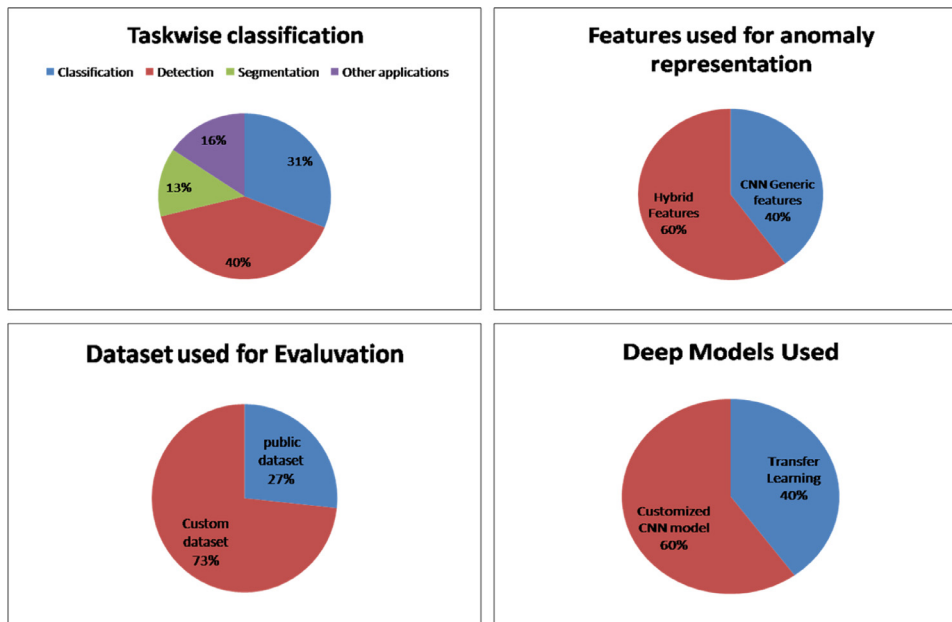 Taskwise classification
Classification Detection Segmentation Other applications
16%
31%
13%
40%
Features used for anomaly
representation
CNN Generic
features
40%
Hybrid
Features
60%
Dataset used for Evaluvation
public
dataset
27%
Custom
dataset
73%
Deep Models Used
Transfer
Learning
40%
Customized
CNN model
60%